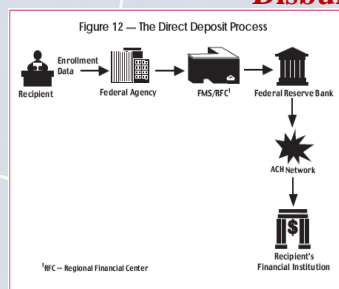 Figure 12 — The Direct Deposit Process
Enrollment
Data
Recipient
Federal Agency
FMS/RFC¹
Federal Reserve Bank
ACH Network
$
Recipient's
Financial Institution
¹RFC — Regional Financial Center